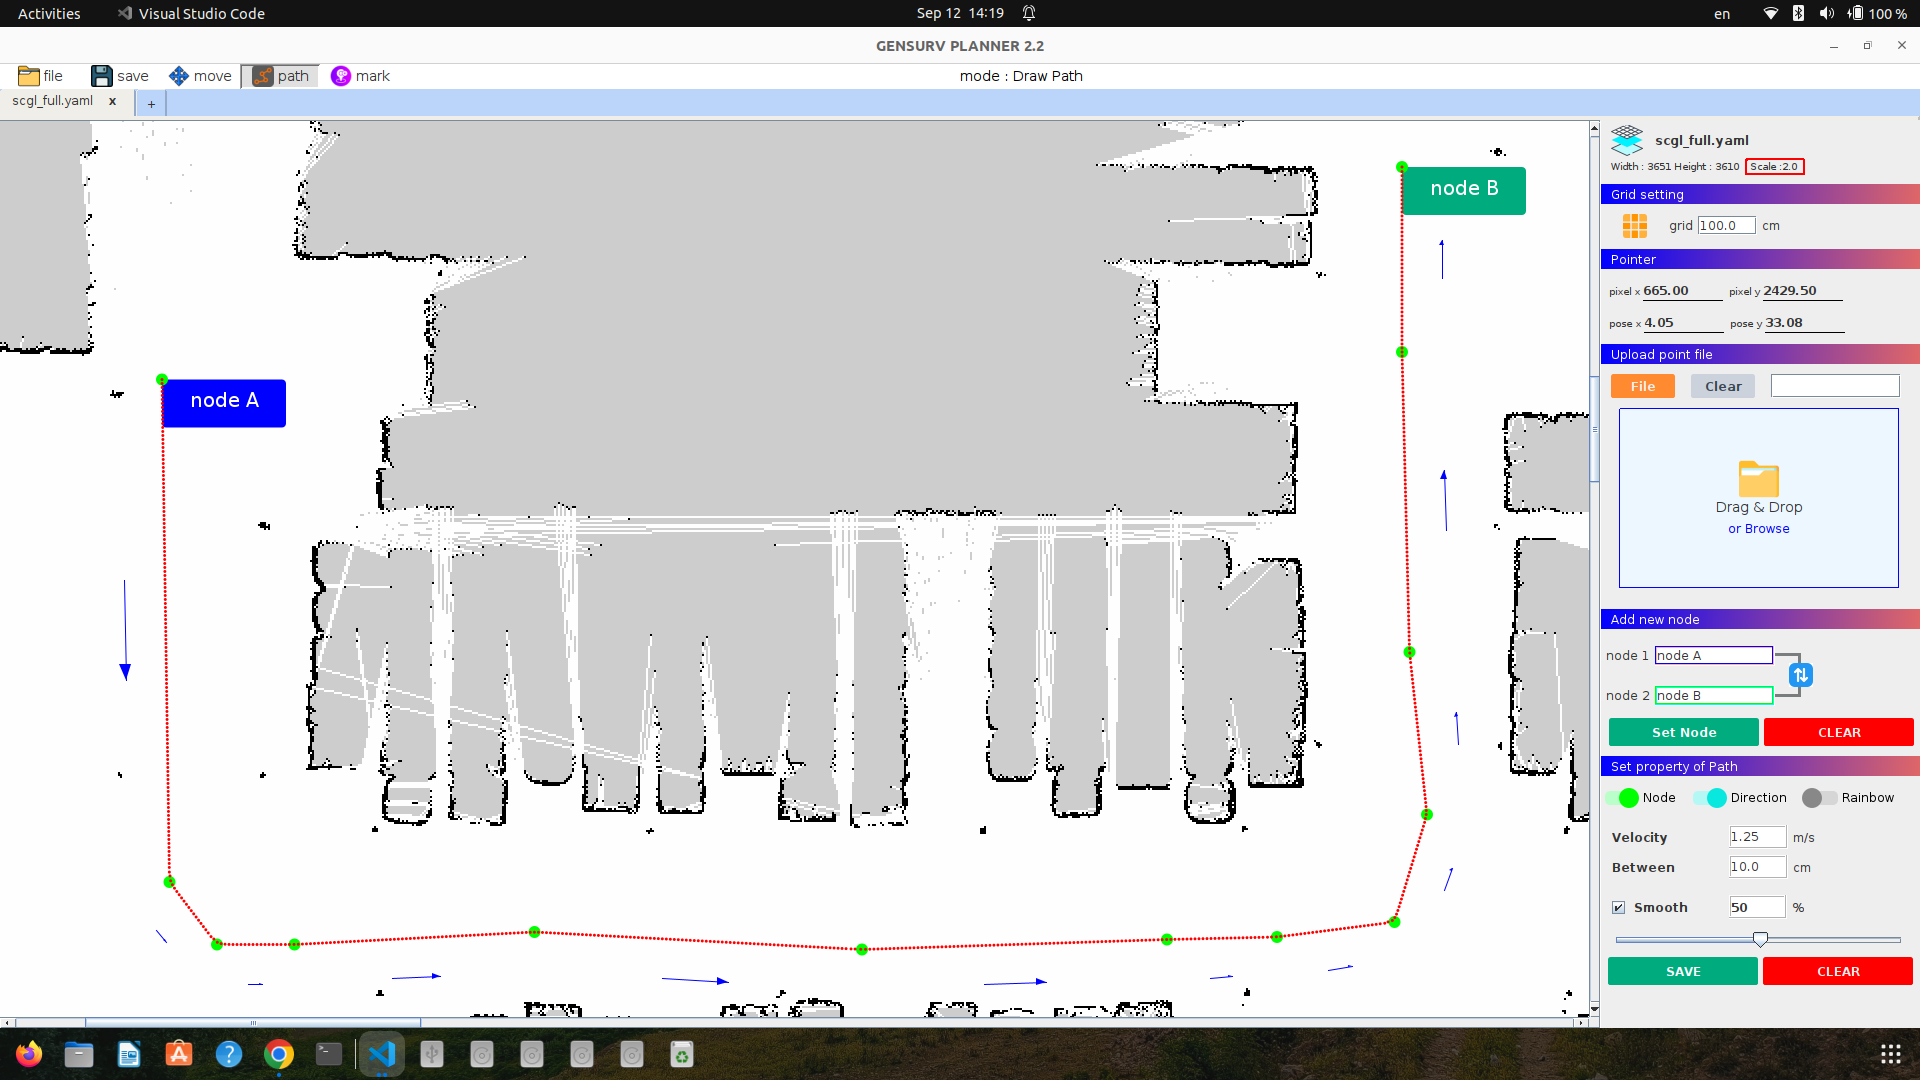 Activities
Visual Studio Code
Sep 12 14:19
en
100 %
GENSURV PLANNER 2.2
file
save
move
path
mark
mode : Draw Path
scgl_full.yaml x
+
node A
node B
scgl_full.yaml
Width : 3651 Height : 3610 Scale :2.0
Grid setting
grid 100.0 cm
Pointer
pixel x 665.00 pixel y 2429.50
pose x 4.05 pose y 33.08
Upload point file
File Clear
Drag & Drop
or Browse
Add new node
node 1 node A
node 2 node B
Set Node CLEAR
Set property of Path
Node Direction Rainbow
Velocity 1.25 m/s
Between 10.0 cm
Smooth 50 %
SAVE CLEAR